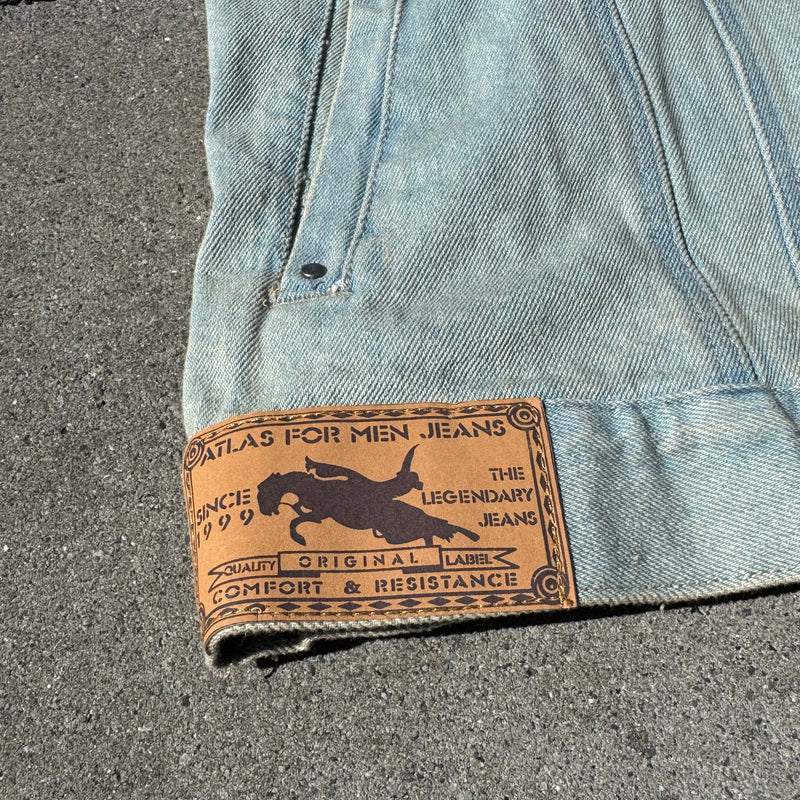 ATLAS FOR MEN JEANS
SINCE
1999
THE
LEGENDARY
JEANS
QUALITY ORIGINAL LABEL
COMFORT & RESISTANCE